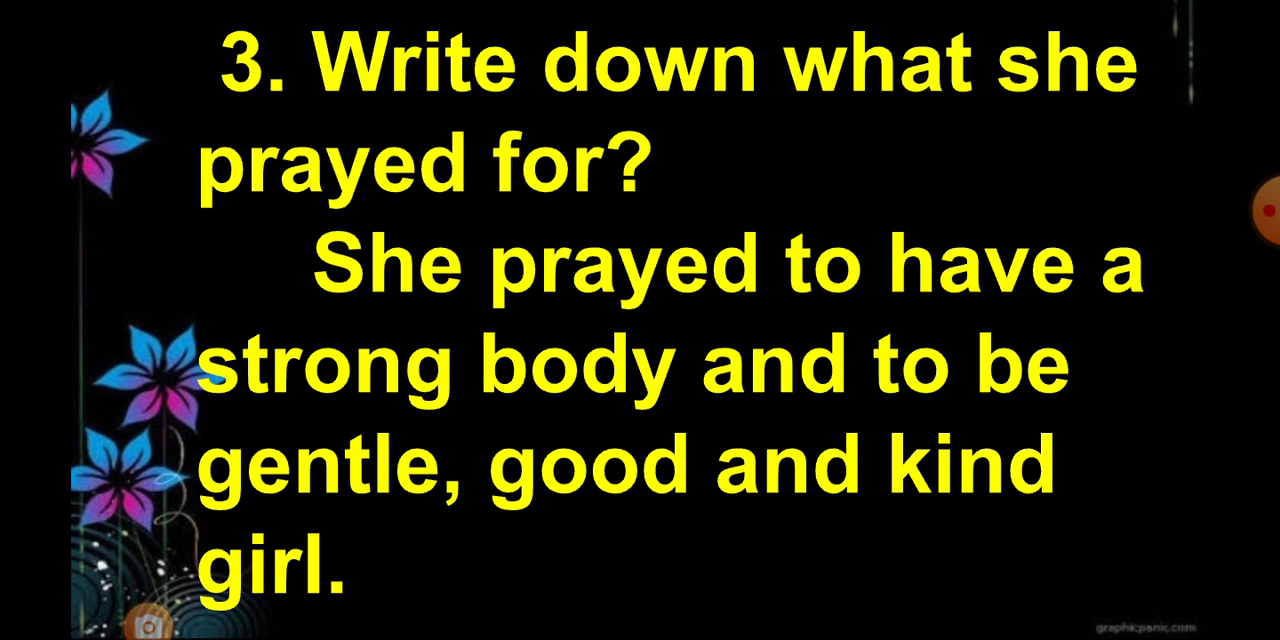 3. Write down what she
prayed for?
She prayed to have a
strong body and to be
gentle, good and kind
girl.
graphicpanic.com